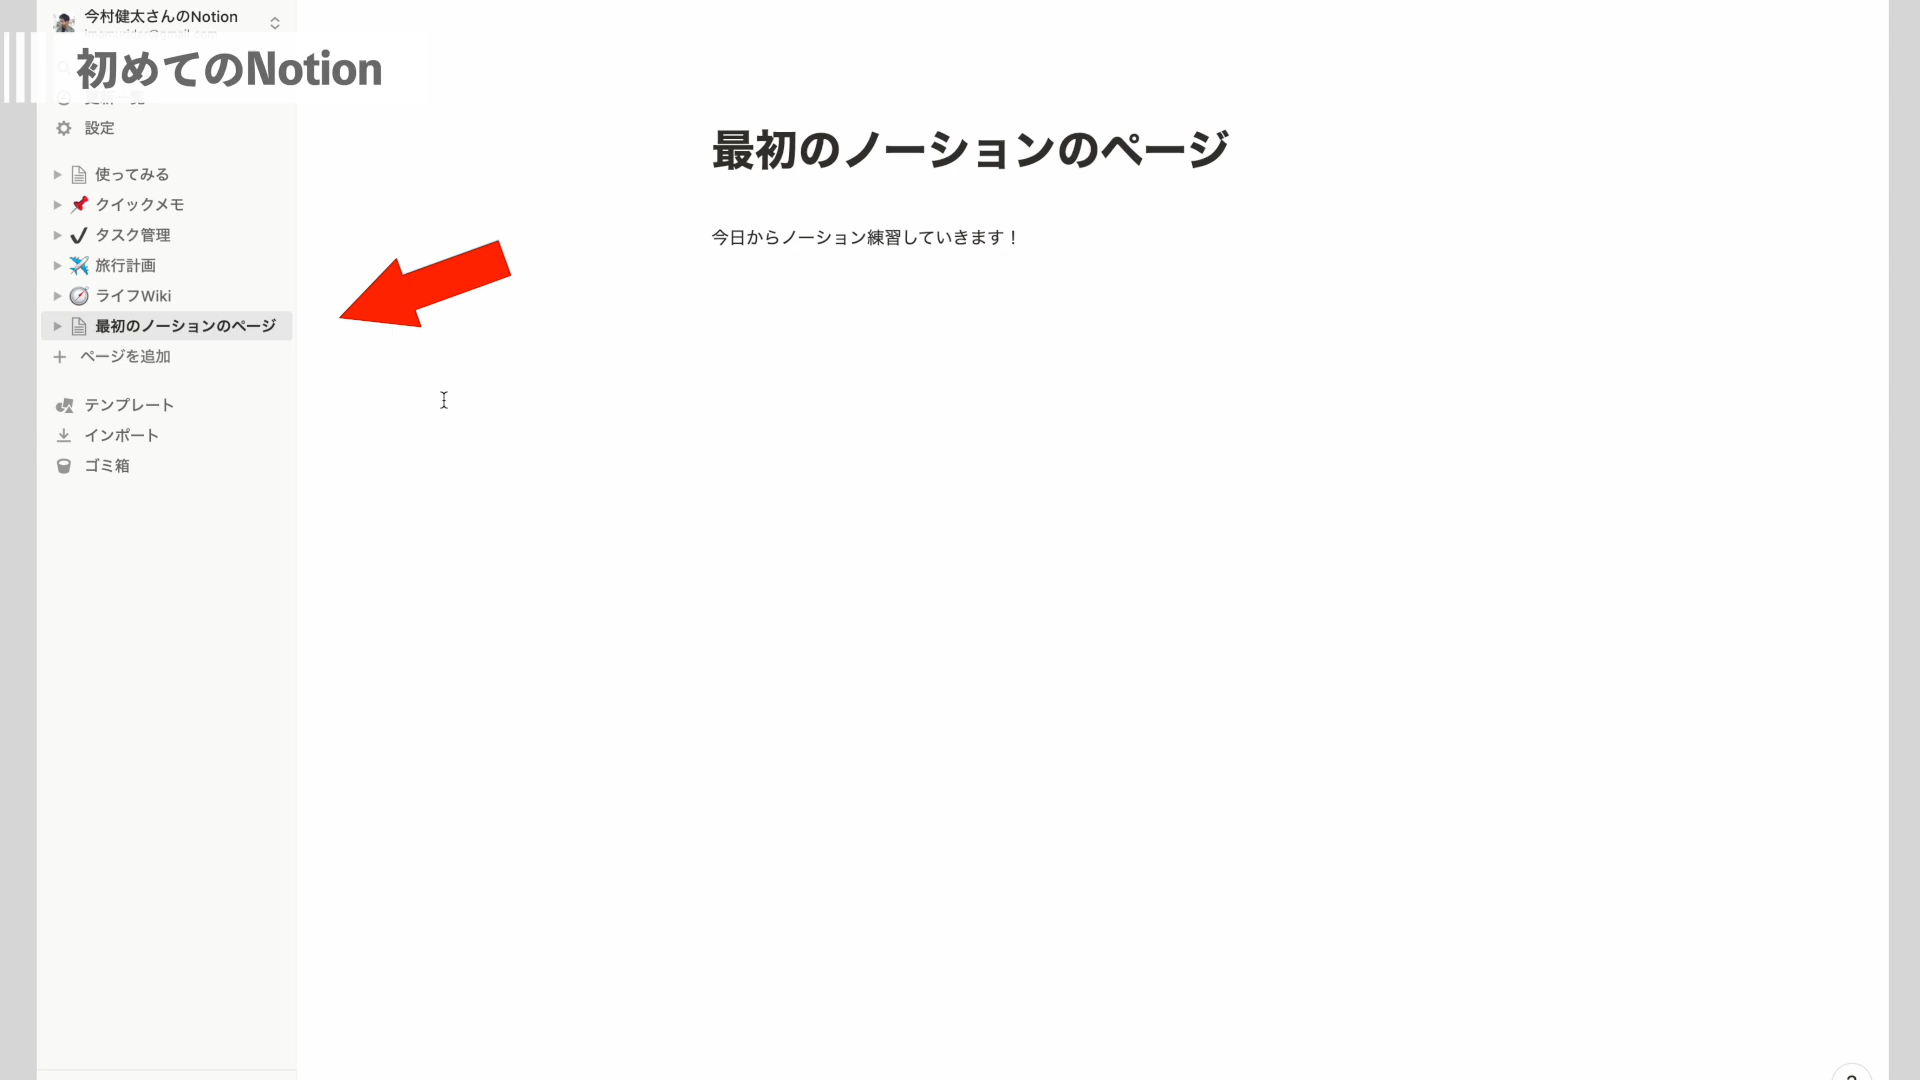 今村健太さんのNotion
初めてのNotion
設定
使ってみる
クイックメモ
タスク管理
旅行計画
ライフWiki
最初のノーションのページ
ページを追加
テンプレート
インポート
ゴミ箱
最初のノーションのページ
今日からノーション練習していきます！